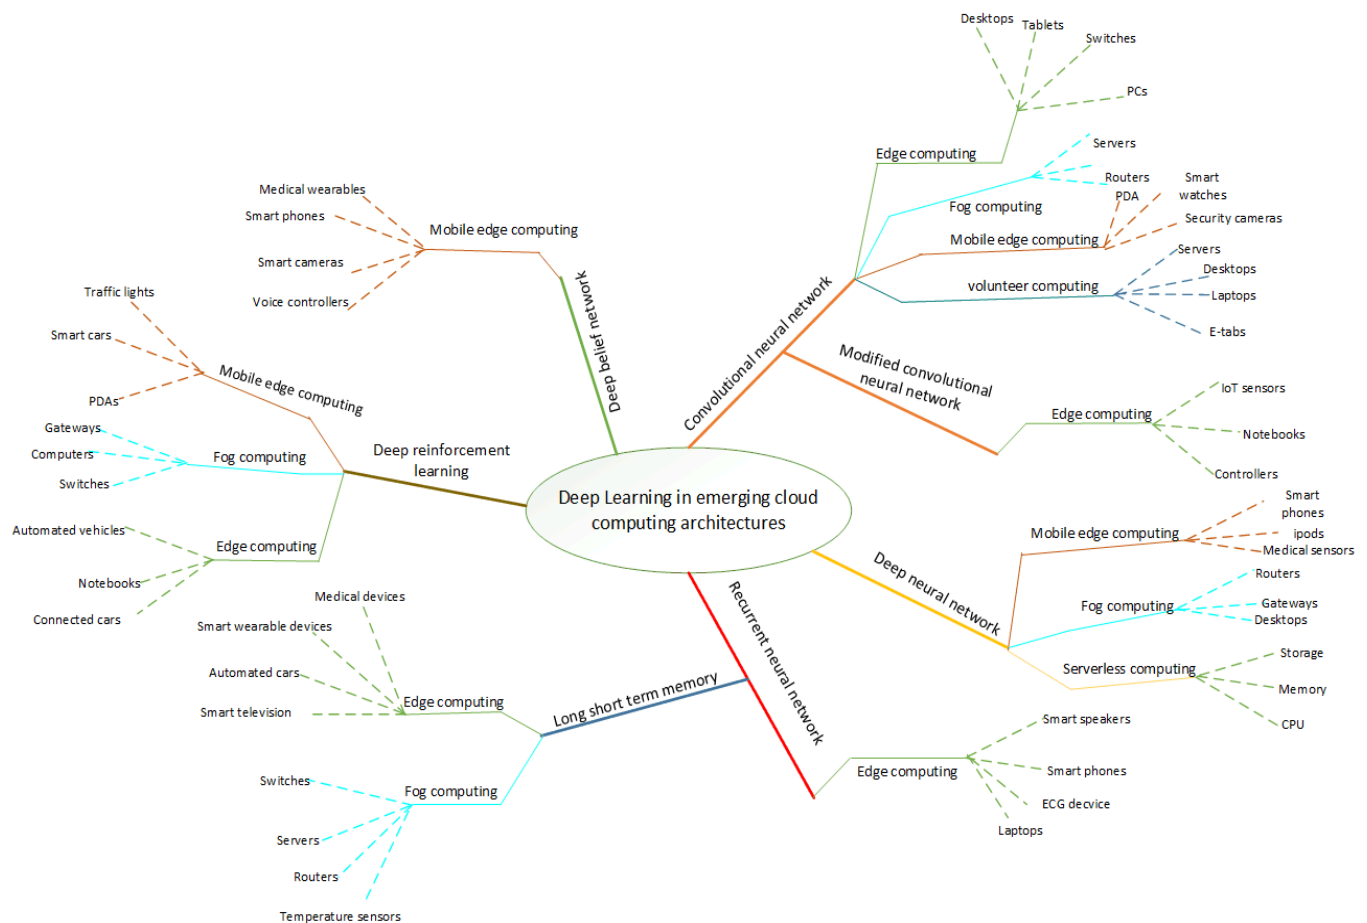 Desktops
Tablets
Switches
PCs
Edge computing
Servers
Routers
Fog computing
PDA
Smart
watches
Mobile edge computing
Security cameras
Servers
volunteer computing
Desktops
Laptops
E-tabs
Convolutional neural network
Modified convolutional
neural network
Edge computing
IoT sensors
Notebooks
Controllers
Medical wearables
Smart phones
Mobile edge computing
Smart cameras
Voice controllers
Deep belief network
Traffic lights
Smart cars
Mobile edge computing
PDAs
Gateways
Computers
Fog computing
Switches
Deep reinforcement
learning
Automated vehicles
Edge computing
Notebooks
Connected cars
Deep Learning in emerging cloud
computing architectures
Deep neural network
Mobile edge computing
Smart
phones
ipods
Medical sensors
Routers
Fog computing
Gateways
Desktops
Serverless computing
Storage
Memory
CPU
Recurrent neural network
Edge computing
Smart speakers
Smart phones
ECG decvice
Laptops
Long short term memory
Medical devices
Smart wearable devices
Automated cars
Edge computing
Smart television
Switches
Fog computing
Servers
Routers
Temperature sensors